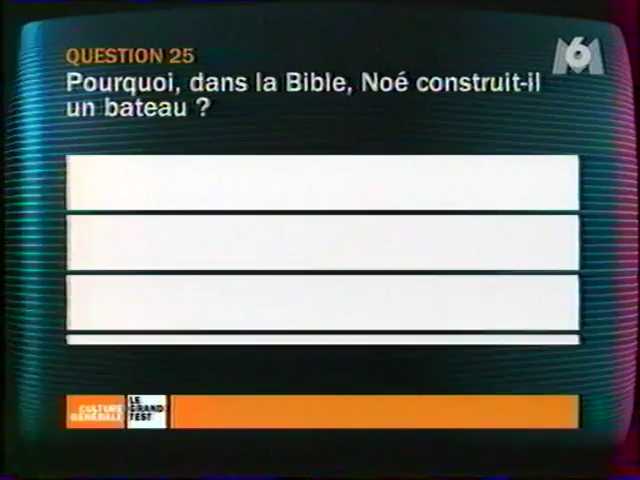 QUESTION 25
M6
Pourquoi, dans la Bible, Noé construit-il
un bateau ?
CULTURE
GÉNÉRALE
LE
GRAND
TEST